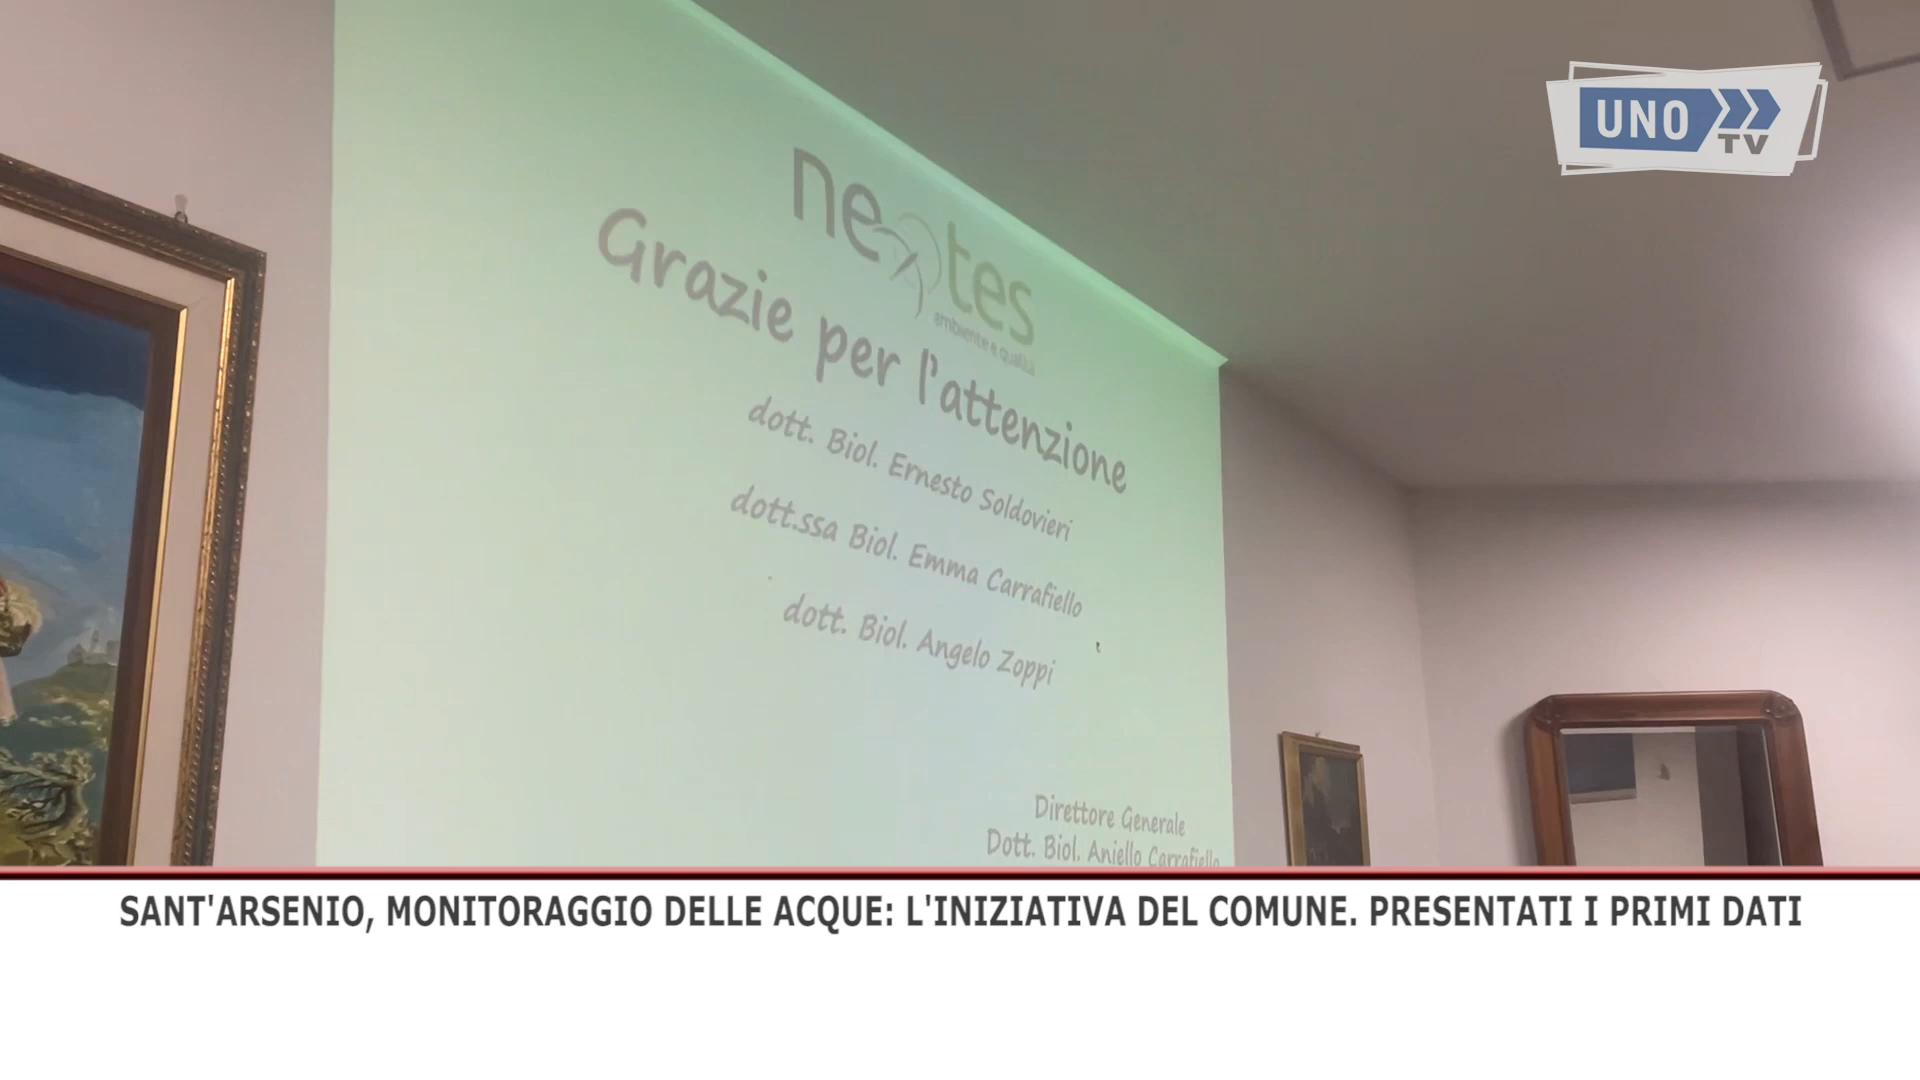 UNO
TV
nextes
ambiente e qualità
Grazie per l'attenzione
dott. Biol. Ernesto Soldovieri
dott.ssa Biol. Emma Carrafiello
dott. Biol. Angelo Zoppi
Direttore Generale
Dott. Biol. Aniello Carrafiello
SANT'ARSENIO, MONITORAGGIO DELLE ACQUE: L'INIZIATIVA DEL COMUNE. PRESENTATI I PRIMI DATI